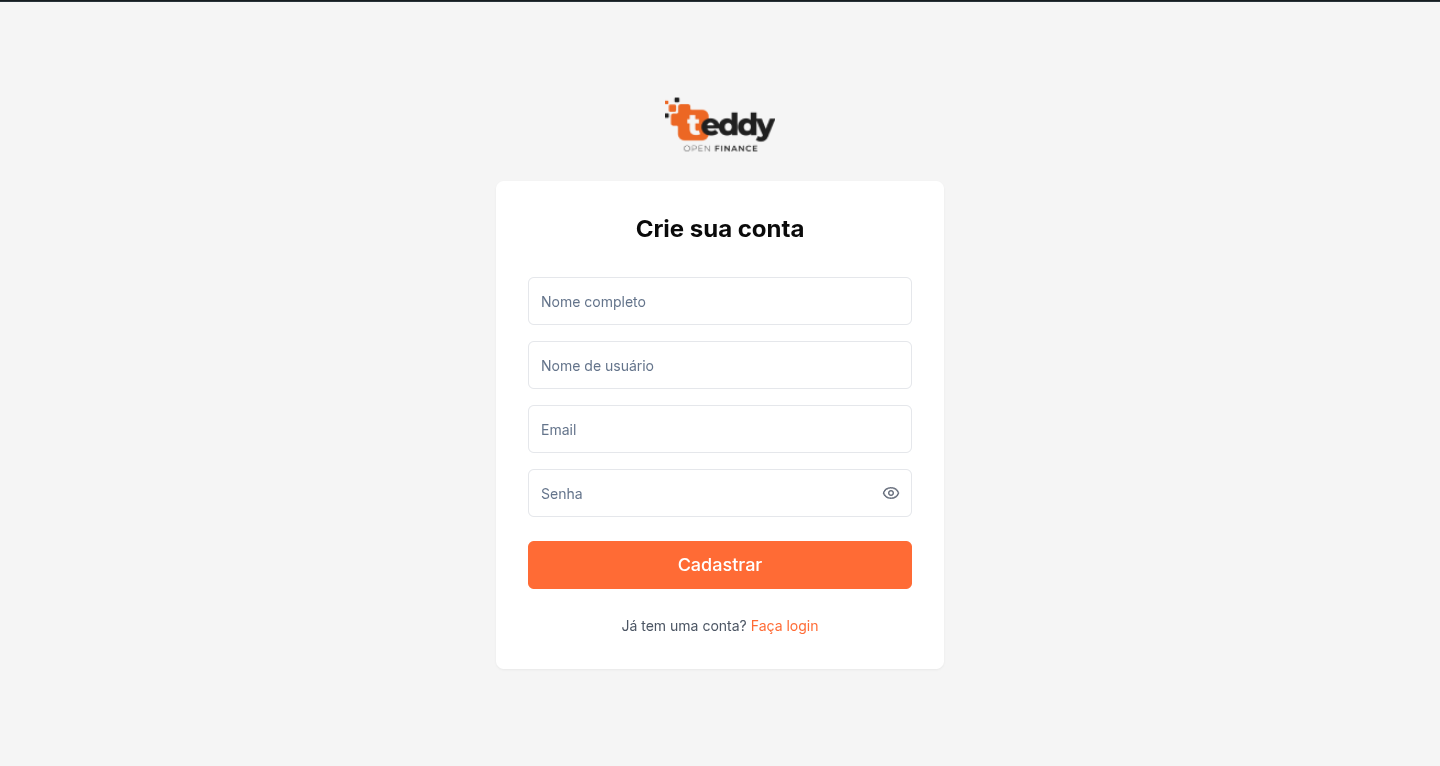 teddy
OPEN FINANCE
Crie sua conta
Nome completo
Nome de usuário
Email
Senha
Cadastrar
Já tem uma conta? Faça login